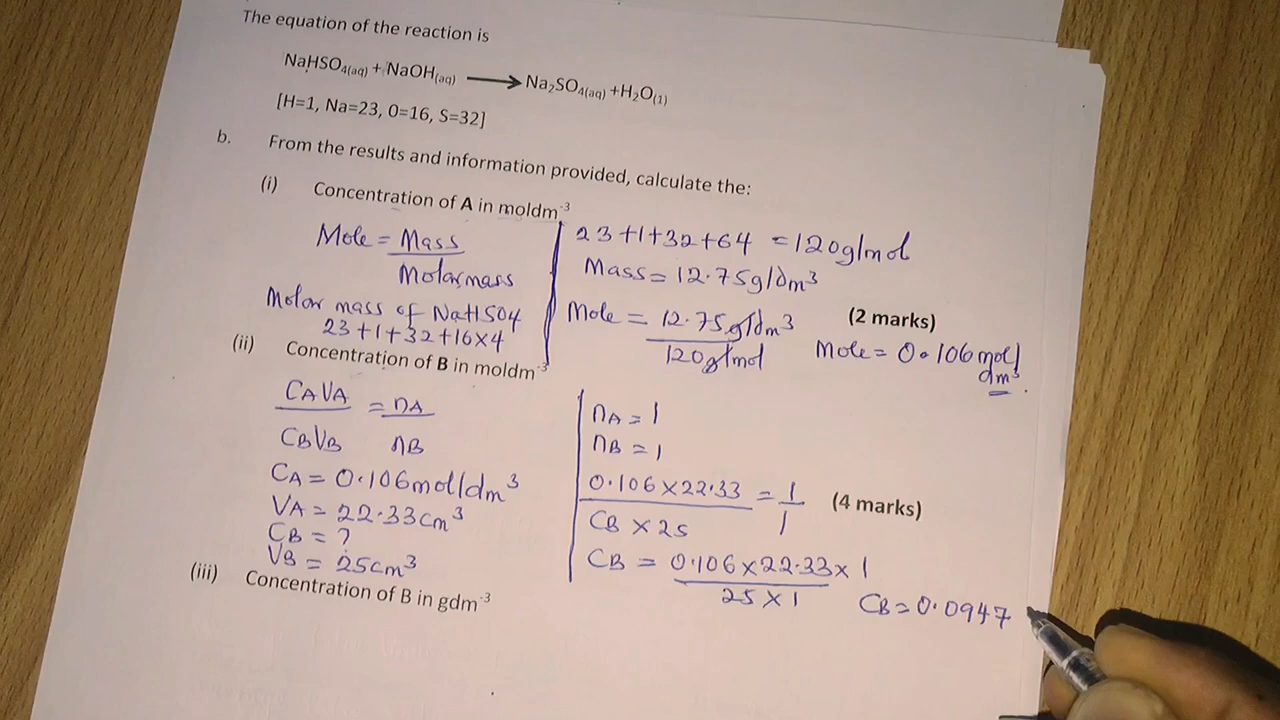 The equation of the reaction is
NaHSO4(aq) + NaOH(aq) ⟶ Na2SO4(aq) +H2O(1)
[H=1, Na=23, 0=16, S=32]
b. From the results and information provided, calculate the:
(i) Concentration of A in moldm-3
Mole = Mass
Molar mass
Molar mass of NaHSO4
23+1+32+16×4
23+1+32+64 =120g/mol
Mass = 12.75g/dm3
Mole = 12.75g/dm3
120g/mol
(2 marks)
Mole = 0.106mol/
dm3.
(ii) Concentration of B in moldm-3
CAVA = nA
CBVB nB
CA = 0.106mol/dm3
VA = 22.33cm3
CB = ?
VB = 25cm3
nA = 1
nB = 1
0.106×22.33 = 1
CB × 25 1
(4 marks)
CB = 0.106×22.33×1
25×1
CB = 0.0947
(iii) Concentration of B in gdm-3